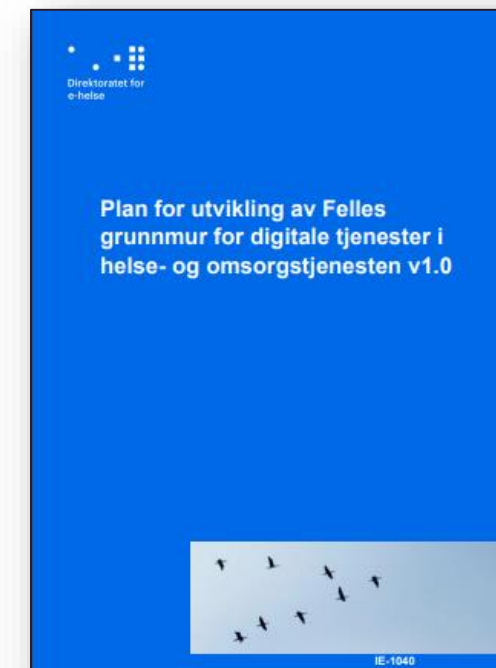 Direktoratet for
e-helse
Plan for utvikling av Felles
grunnmur for digitale tjenester i
helse- og omsorgstjenesten v1.0
IE-1040